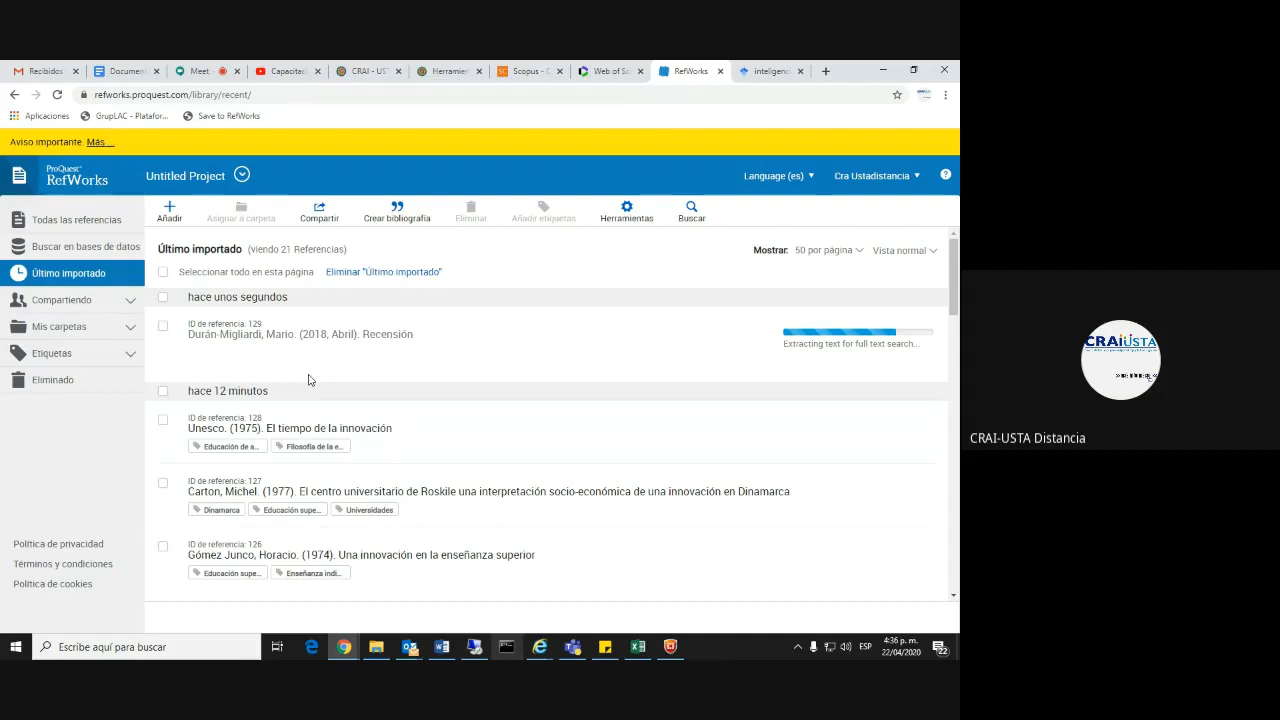 Recibidos
Document
Meet -
Capacitaci
CRAI - UST
Herramien
Scopus - D
Web of Sc
RefWorks
inteligenc
refworks.proquest.com/library/recent/
Aplicaciones
GrupLAC - Platafor...
Save to RefWorks
Aviso importante Más ...
ProQuest
RefWorks
Untitled Project
Language (es)
Cra Ustadistancia
Todas las referencias
Buscar en bases de datos
Último importado
Compartiendo
Mis carpetas
Etiquetas
Eliminado
Política de privacidad
Términos y condiciones
Política de cookies
Añadir
Asignar a carpeta
Compartir
Crear bibliografía
Eliminar
Añadir etiquetas
Herramientas
Buscar
Último importado (viendo 21 Referencias)
Mostrar: 50 por página
Vista normal
Seleccionar todo en esta página
Eliminar "Último importado"
hace unos segundos
ID de referencia: 129
Durán-Migliardi, Mario. (2018, Abril). Recensión
Extracting text for full text search...
hace 12 minutos
ID de referencia: 128
Unesco. (1975). El tiempo de la innovación
Educación de a...
Filosofía de la e...
ID de referencia: 127
Carton, Michel. (1977). El centro universitario de Roskile una interpretación socio-económica de una innovación en Dinamarca
Dinamarca
Educación supe...
Universidades
ID de referencia: 126
Gómez Junco, Horacio. (1974). Una innovación en la enseñanza superior
Educación supe...
Enseñanza indi...
Escribe aquí para buscar
ESP
4:36 p. m.
22/04/2020
22
CRAIUSTA
CRAI-USTA Distancia